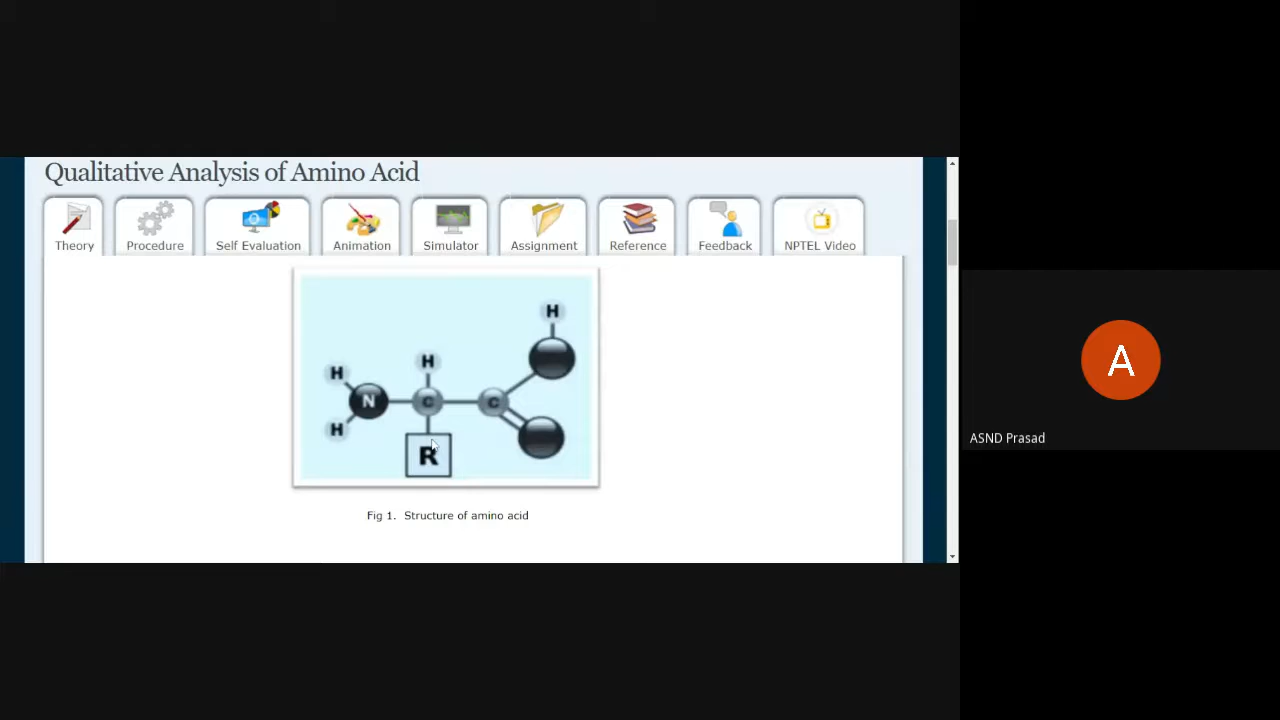 Qualitative Analysis of Amino Acid
Theory
Procedure
Self Evaluation
Animation
Simulator
Assignment
Reference
Feedback
NPTEL Video
H
H
H
N
C
C
H
R
Fig 1. Structure of amino acid
A
ASND Prasad